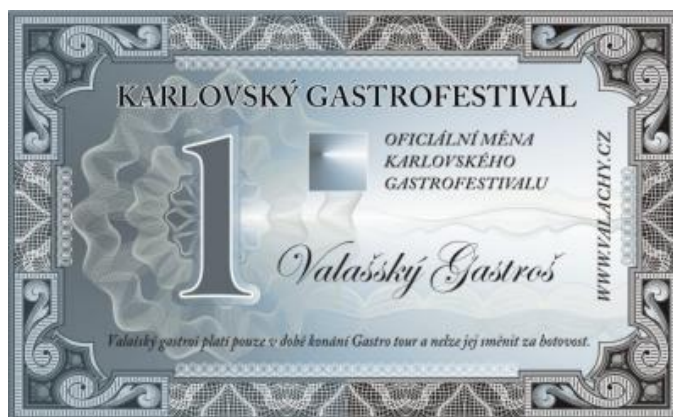 KARLOVSKÝ GASTROFESTIVAL
1
OFICIÁLNÍ MĚNA
KARLOVSKÉHO
GASTROFESTIVALU
WWW.VALACHY.CZ
Valašský Gastroš
Valašský gastroš platí pouze v době konání Gastro tour a nelze jej směnit za hotovost.